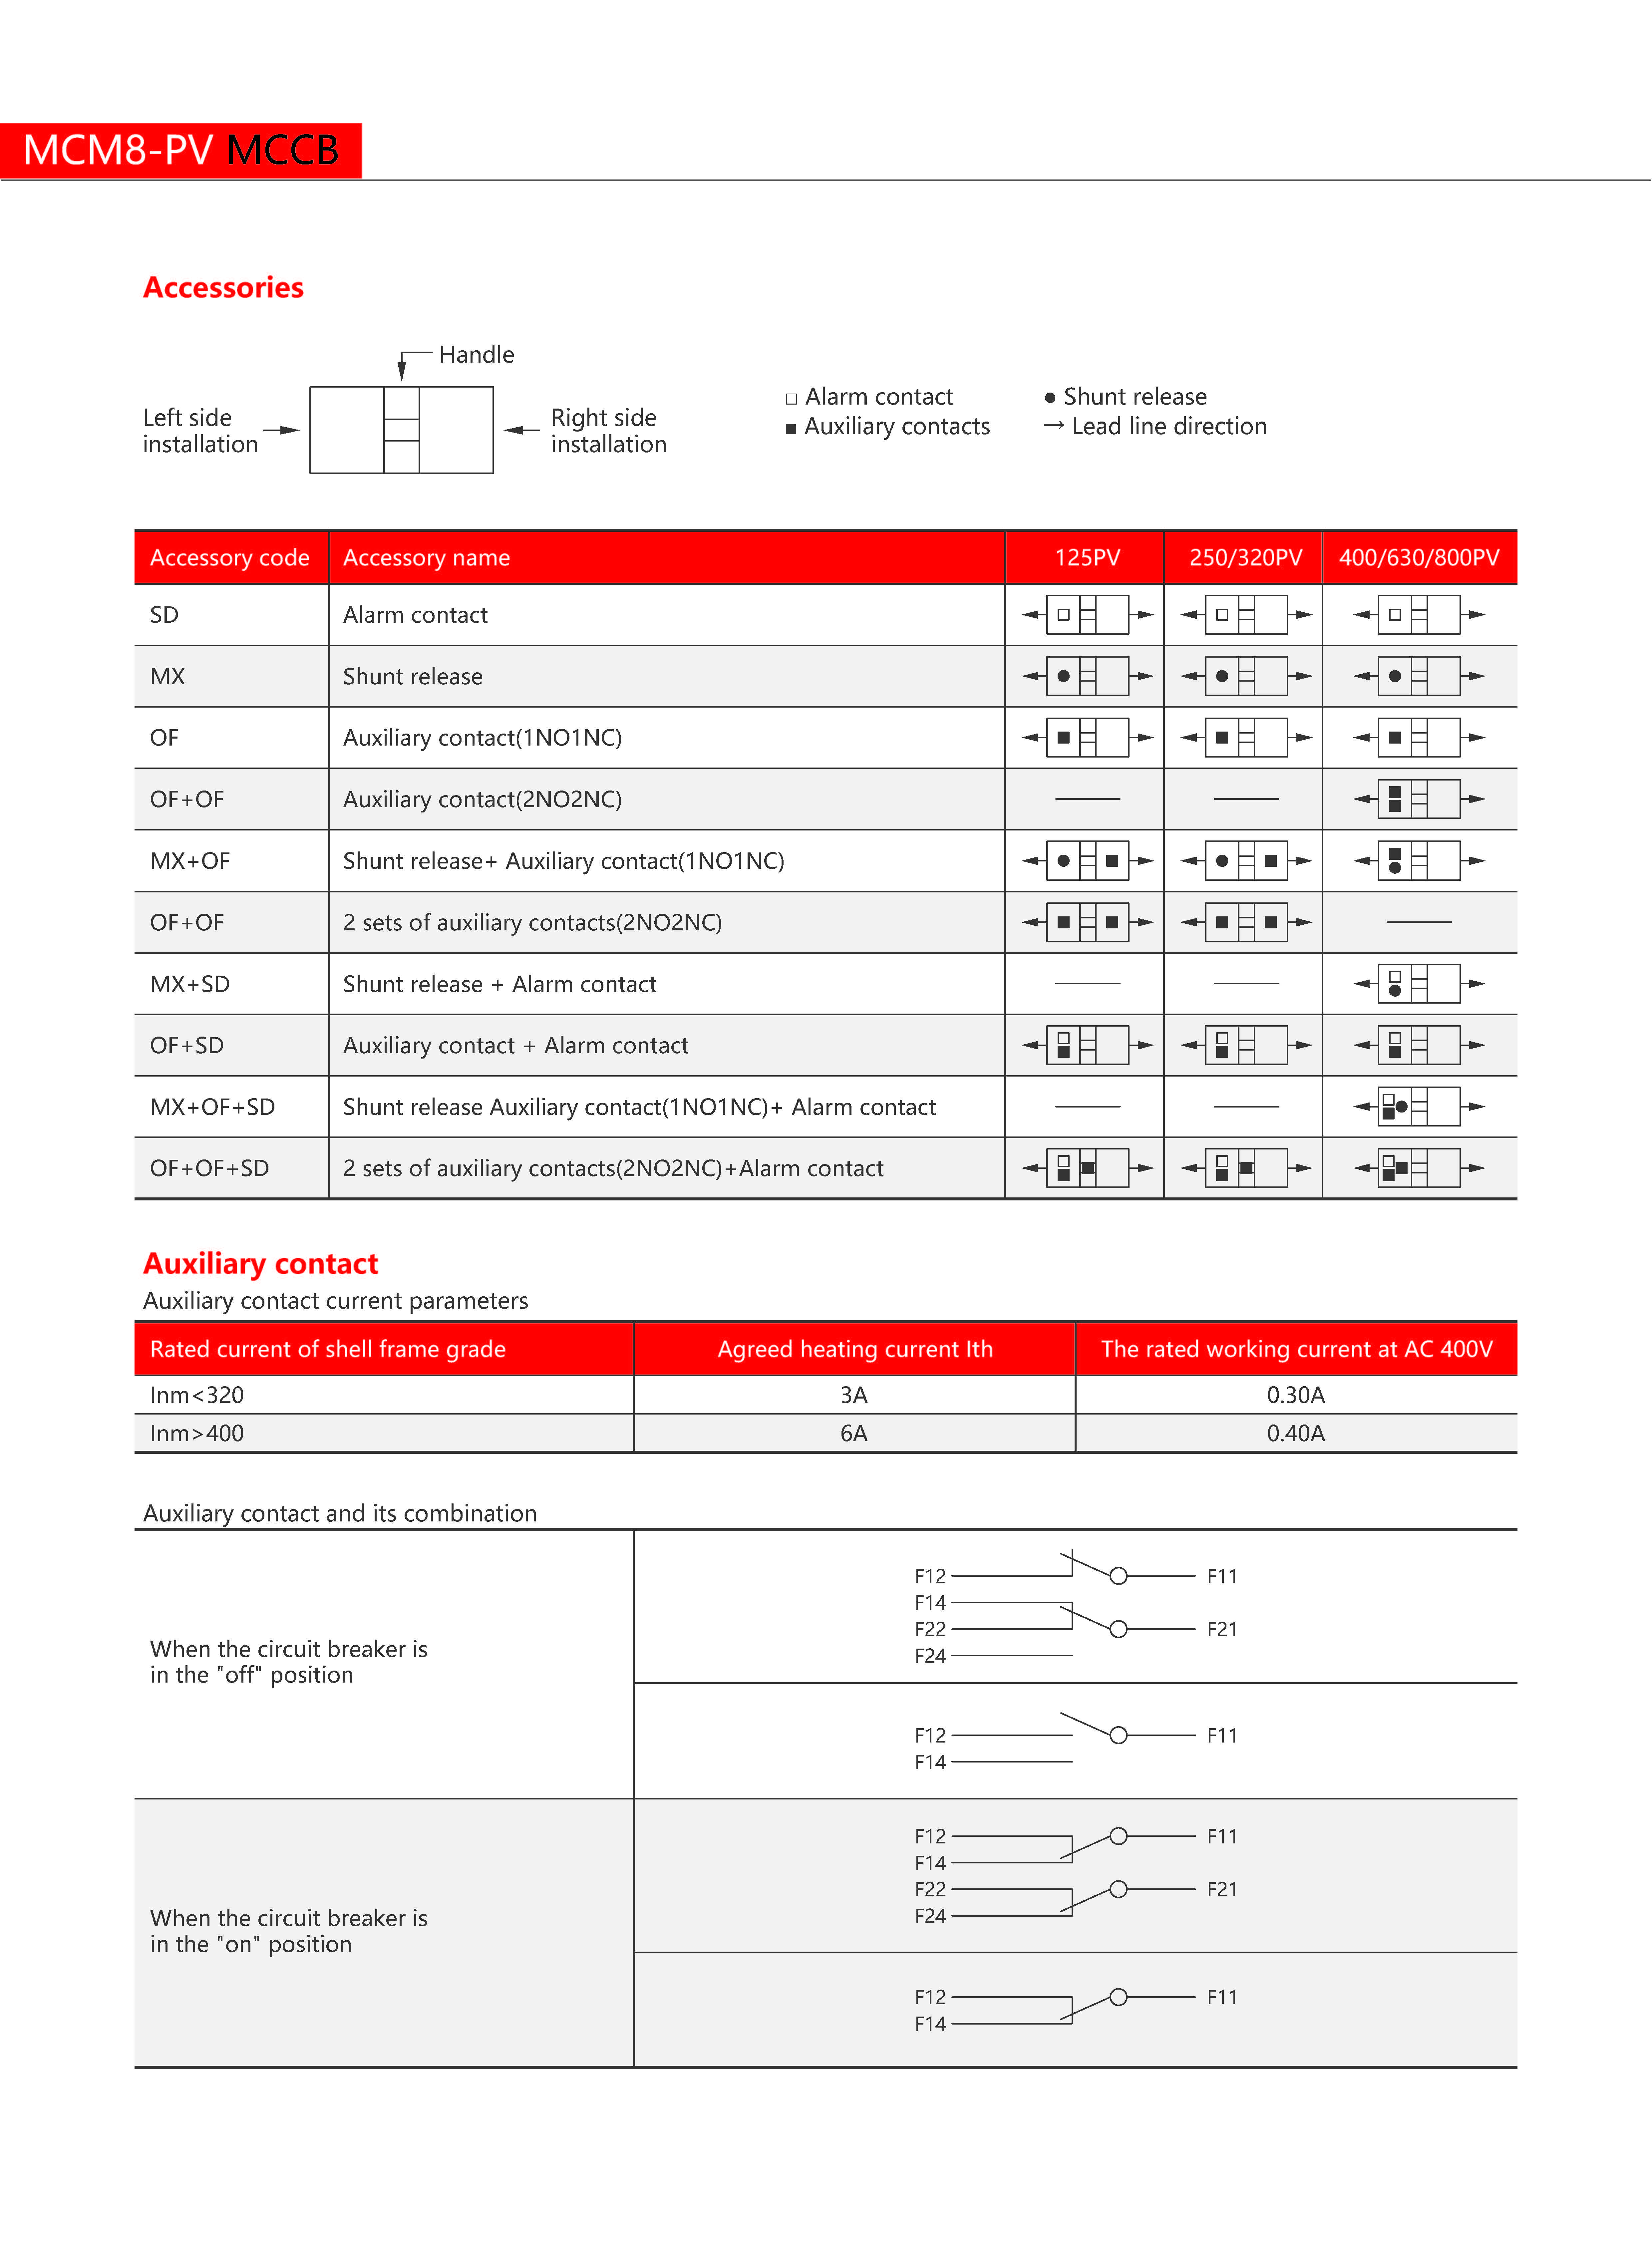 MCM8-PV MCCB
Accessories
Handle
Left side
installation
Right side
installation
□ Alarm contact ● Shunt release
■ Auxiliary contacts → Lead line direction
Accessory code Accessory name 125PV 250/320PV 400/630/800PV
SD Alarm contact
MX Shunt release
OF Auxiliary contact(1NO1NC)
OF+OF Auxiliary contact(2NO2NC)
MX+OF Shunt release+ Auxiliary contact(1NO1NC)
OF+OF 2 sets of auxiliary contacts(2NO2NC)
MX+SD Shunt release + Alarm contact
OF+SD Auxiliary contact + Alarm contact
MX+OF+SD Shunt release Auxiliary contact(1NO1NC)+ Alarm contact
OF+OF+SD 2 sets of auxiliary contacts(2NO2NC)+Alarm contact
Auxiliary contact
Auxiliary contact current parameters
Rated current of shell frame grade Agreed heating current Ith The rated working current at AC 400V
Inm<320 3A 0.30A
Inm>400 6A 0.40A
Auxiliary contact and its combination
When the circuit breaker is
in the "off" position
F12 F11
F14
F22 F21
F24
F12 F11
F14
When the circuit breaker is
in the "on" position
F12 F11
F14
F22 F21
F24
F12 F11
F14